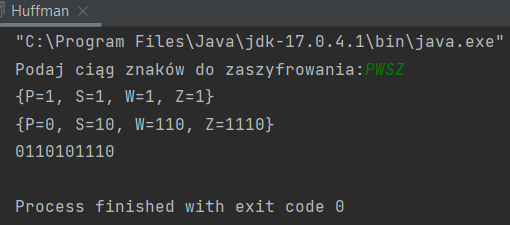 Huffman
"C:\Program Files\Java\jdk-17.0.4.1\bin\java.exe"
Podaj ciąg znaków do zaszyfrowania:PWSZ
{P=1, S=1, W=1, Z=1}
{P=0, S=10, W=110, Z=1110}
0110101110
Process finished with exit code 0